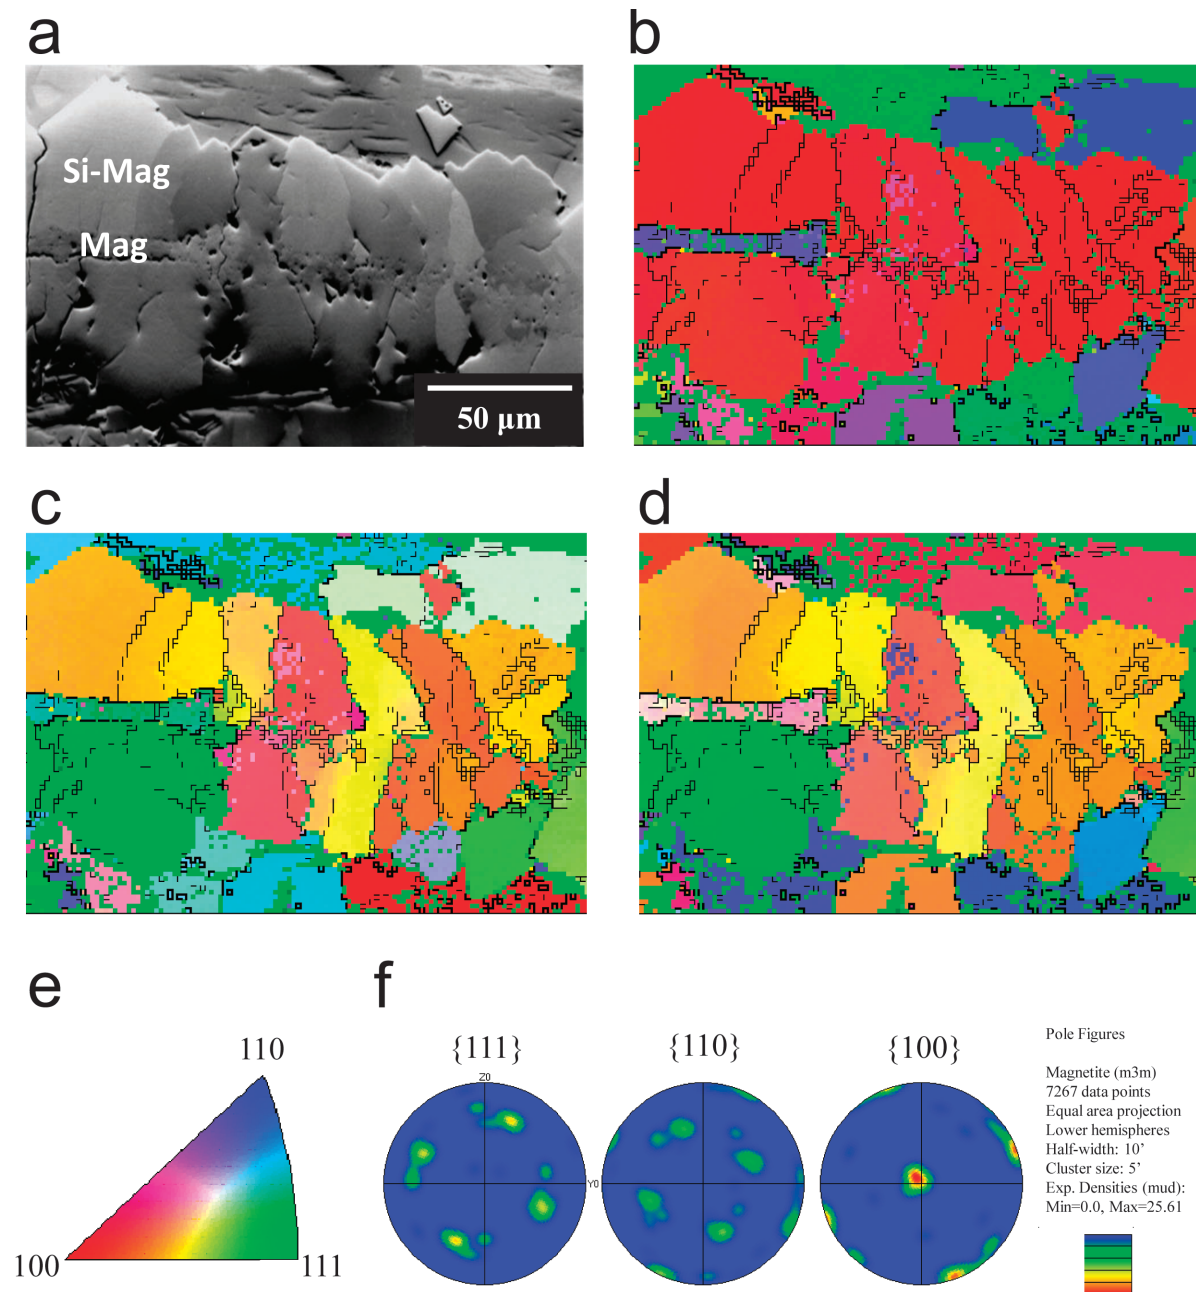 a
b
Si-Mag
Mag
50 µm
c
d
e
f
110
100
111
{111}
{110}
{100}
Z0
Y0
Pole Figures
Magnetite (m3m)
7267 data points
Equal area projection
Lower hemispheres
Half-width: 10’
Cluster size: 5’
Exp. Densities (mud):
Min=0.0, Max=25.61